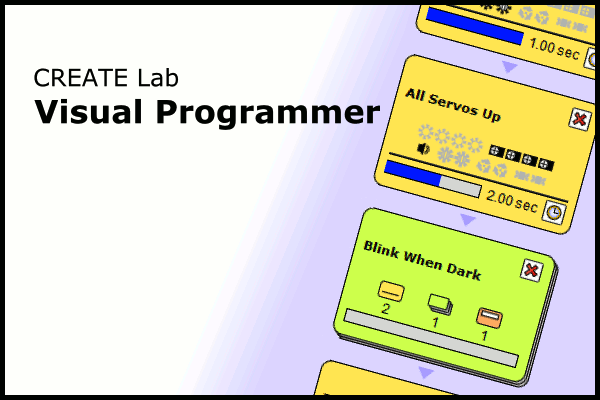 CREATE Lab
Visual Programmer
1.00 sec
All Servos Up
2.00 sec
Blink When Dark
2
1
1